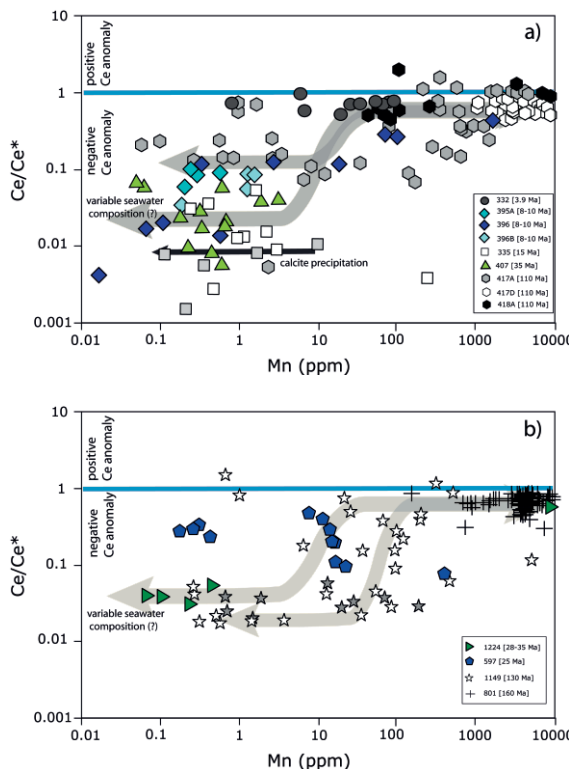 a)
10
1
0.1
0.01
0.001
Ce/Ce*
positive
Ce anomaly
negative
Ce anomaly
variable seawater
composition (?)
calcite precipitation
332 [3.9 Ma]
395A [8-10 Ma]
396 [8-10 Ma]
396B [8-10 Ma]
335 [15 Ma]
407 [35 Ma]
417A [110 Ma]
417D [110 Ma]
418A [110 Ma]
0.01 0.1 1 10 100 1000 10000
Mn (ppm)
b)
10
1
0.1
0.01
0.001
Ce/Ce*
positive
Ce anomaly
negative
Ce anomaly
variable seawater
composition (?)
1224 [28-35 Ma]
597 [25 Ma]
1149 [130 Ma]
801 [160 Ma]
0.01 0.1 1 10 100 1000 10000
Mn (ppm)